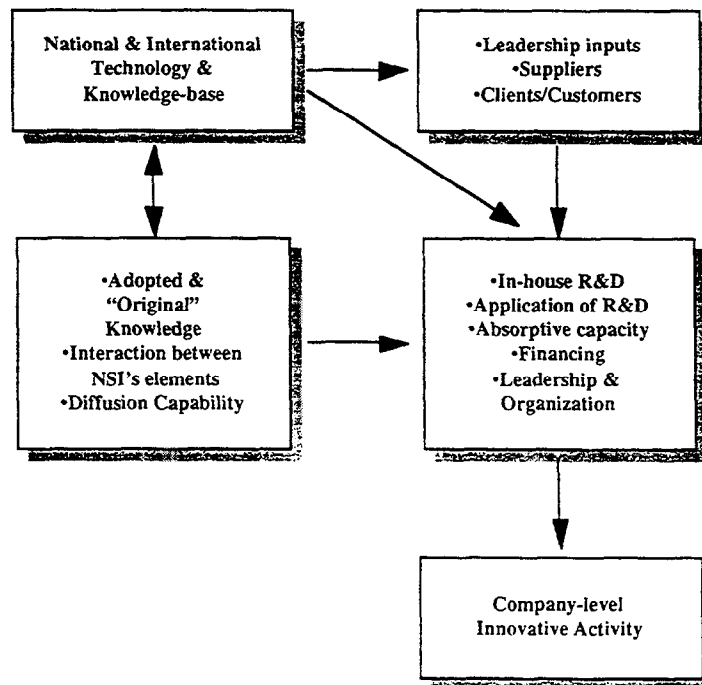 National & International
Technology &
Knowledge-base
•Leadership inputs
•Suppliers
•Clients/Customers
•Adopted &
“Original”
Knowledge
•Interaction between
NSI's elements
•Diffusion Capability
•In-house R&D
•Application of R&D
•Absorptive capacity
•Financing
•Leadership &
Organization
Company-level
Innovative Activity